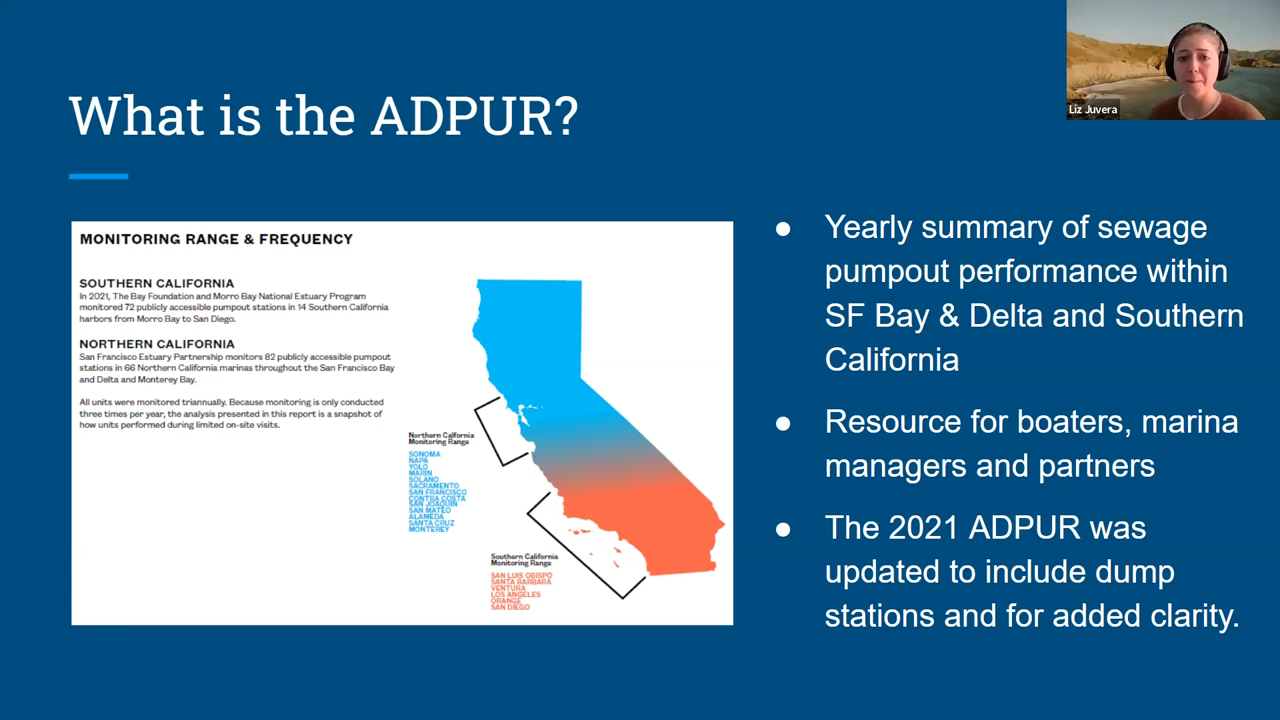 Liz Juvera
What is the ADPUR?
MONITORING RANGE & FREQUENCY
SOUTHERN CALIFORNIA
In 2021, The Bay Foundation and Morro Bay National Estuary Program
monitored 72 publicly accessible pumpout stations in 14 Southern California
harbors from Morro Bay to San Diego.
NORTHERN CALIFORNIA
San Francisco Estuary Partnership monitors 82 publicly accessible pumpout
stations in 66 Northern California marinas throughout the San Francisco Bay
and Delta and Monterey Bay.
All units were monitored triannually. Because monitoring is only conducted
three times per year, the analysis presented in this report is a snapshot of
how units performed during limited on-site visits.
Northern California
Monitoring Range
SONOMA
NAPA
YOLO
MARIN
SOLANO
SACRAMENTO
SAN FRANCISCO
CONTRA COSTA
SAN JOAQUIN
SAN MATEO
ALAMEDA
SANTA CRUZ
MONTEREY
Southern California
Monitoring Range
SAN LUIS OBISPO
SANTA BARBARA
VENTURA
LOS ANGELES
ORANGE
SAN DIEGO
● Yearly summary of sewage
pumpout performance within
SF Bay & Delta and Southern
California
● Resource for boaters, marina
managers and partners
● The 2021 ADPUR was
updated to include dump
stations and for added clarity.